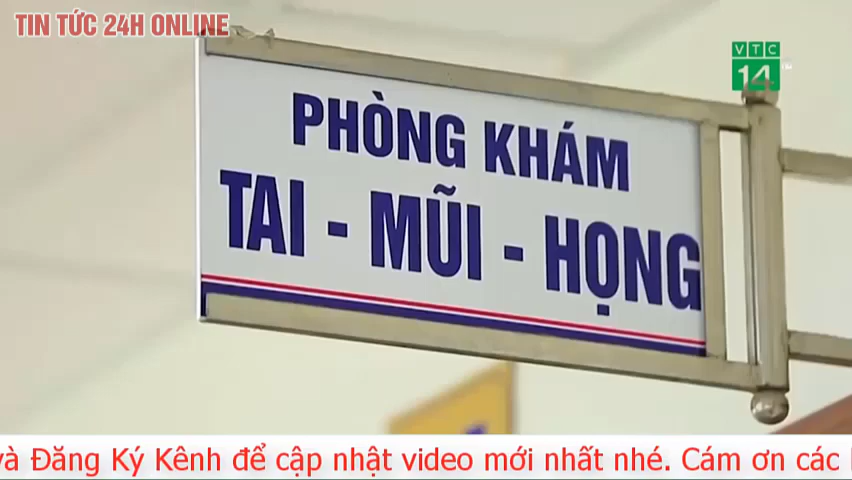 TIN TỨC 24H ONLINE
VTC
14
PHÒNG KHÁM
TAI - MŨI - HỌNG
và Đăng Ký Kênh để cập nhật video mới nhất nhé. Cám ơn các